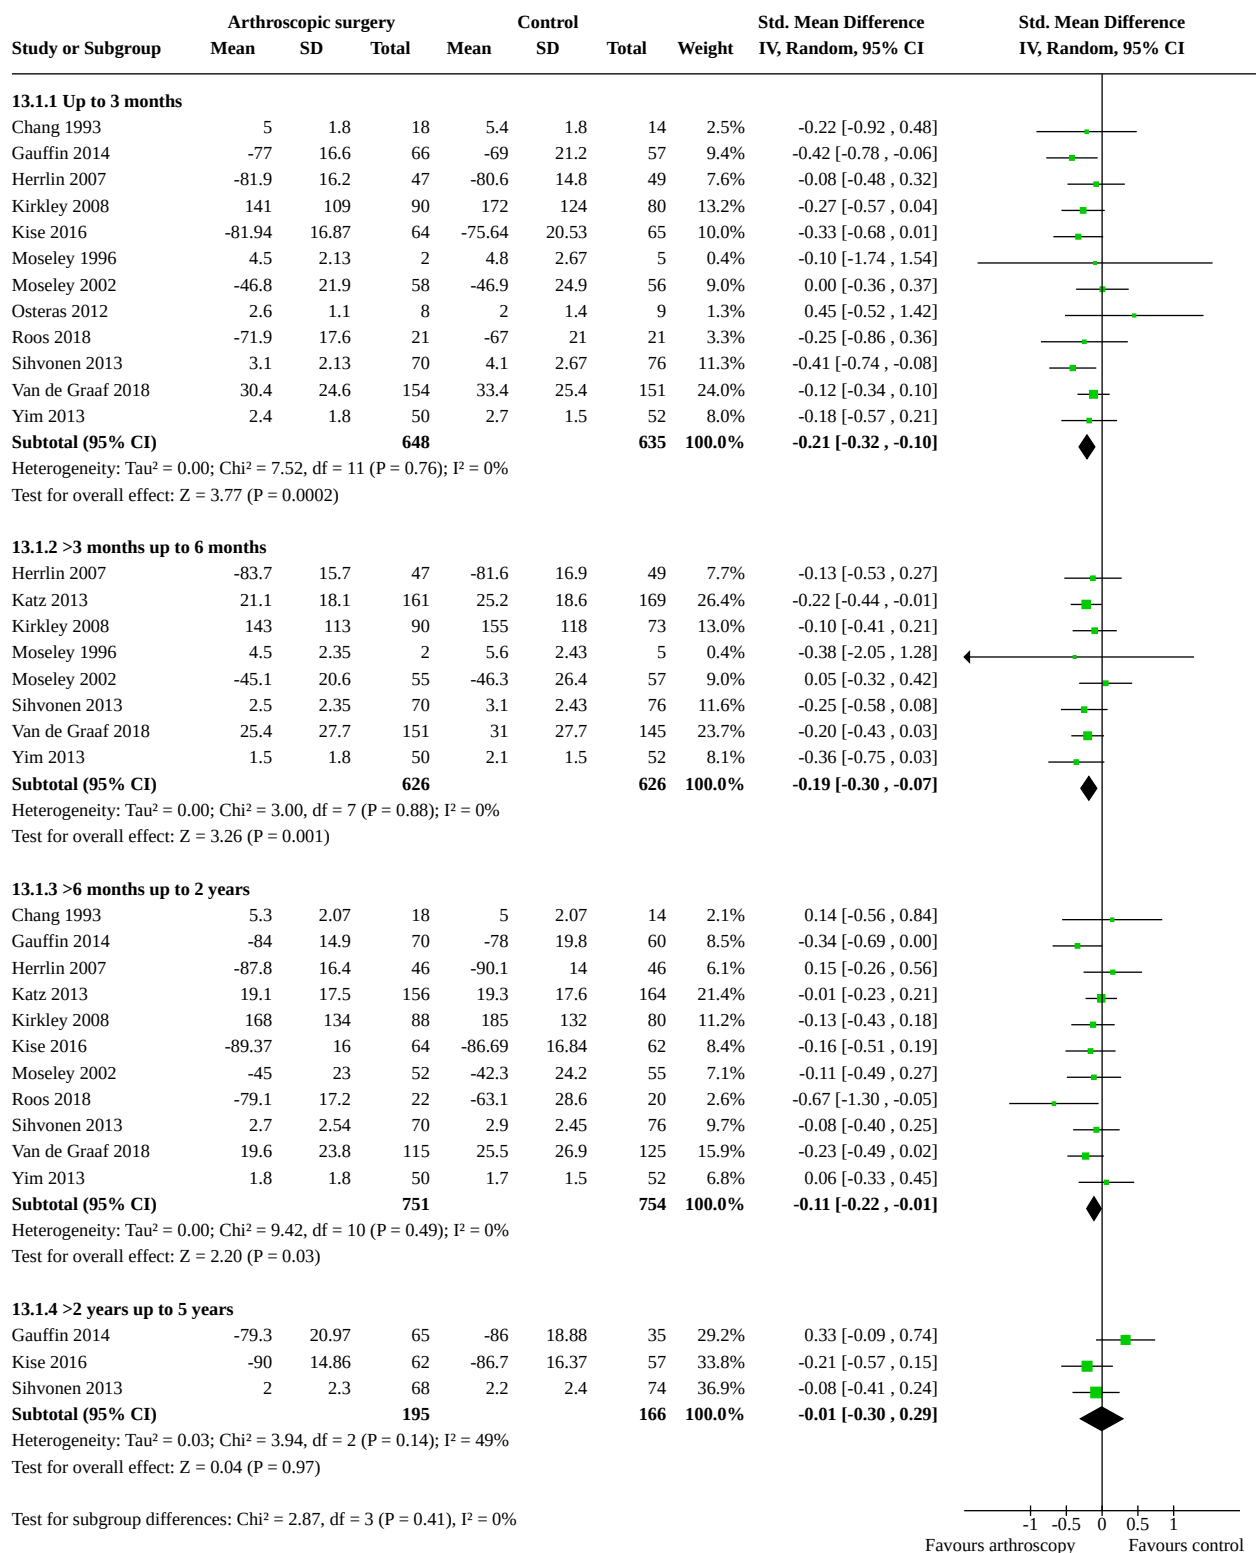 Arthroscopic surgery Control Std. Mean Difference Std. Mean Difference
Study or Subgroup Mean SD Total Mean SD Total Weight IV, Random, 95% CI IV, Random, 95% CI
13.1.1 Up to 3 months
Chang 1993 5 1.8 18 5.4 1.8 14 2.5% -0.22 [-0.92 , 0.48]
Gauffin 2014 -77 16.6 66 -69 21.2 57 9.4% -0.42 [-0.78 , -0.06]
Herrlin 2007 -81.9 16.2 47 -80.6 14.8 49 7.6% -0.08 [-0.48 , 0.32]
Kirkley 2008 141 109 90 172 124 80 13.2% -0.27 [-0.57 , 0.04]
Kise 2016 -81.94 16.87 64 -75.64 20.53 65 10.0% -0.33 [-0.68 , 0.01]
Moseley 1996 4.5 2.13 2 4.8 2.67 5 0.4% -0.10 [-1.74 , 1.54]
Moseley 2002 -46.8 21.9 58 -46.9 24.9 56 9.0% 0.00 [-0.36 , 0.37]
Osteras 2012 2.6 1.1 8 2 1.4 9 1.3% 0.45 [-0.52 , 1.42]
Roos 2018 -71.9 17.6 21 -67 21 21 3.3% -0.25 [-0.86 , 0.36]
Sihvonen 2013 3.1 2.13 70 4.1 2.67 76 11.3% -0.41 [-0.74 , -0.08]
Van de Graaf 2018 30.4 24.6 154 33.4 25.4 151 24.0% -0.12 [-0.34 , 0.10]
Yim 2013 2.4 1.8 50 2.7 1.5 52 8.0% -0.18 [-0.57 , 0.21]
Subtotal (95% CI) 648 635 100.0% -0.21 [-0.32 , -0.10]
Heterogeneity: Tau² = 0.00; Chi² = 7.52, df = 11 (P = 0.76); I² = 0%
Test for overall effect: Z = 3.77 (P = 0.0002)
13.1.2 >3 months up to 6 months
Herrlin 2007 -83.7 15.7 47 -81.6 16.9 49 7.7% -0.13 [-0.53 , 0.27]
Katz 2013 21.1 18.1 161 25.2 18.6 169 26.4% -0.22 [-0.44 , -0.01]
Kirkley 2008 143 113 90 155 118 73 13.0% -0.10 [-0.41 , 0.21]
Moseley 1996 4.5 2.35 2 5.6 2.43 5 0.4% -0.38 [-2.05 , 1.28]
Moseley 2002 -45.1 20.6 55 -46.3 26.4 57 9.0% 0.05 [-0.32 , 0.42]
Sihvonen 2013 2.5 2.35 70 3.1 2.43 76 11.6% -0.25 [-0.58 , 0.08]
Van de Graaf 2018 25.4 27.7 151 31 27.7 145 23.7% -0.20 [-0.43 , 0.03]
Yim 2013 1.5 1.8 50 2.1 1.5 52 8.1% -0.36 [-0.75 , 0.03]
Subtotal (95% CI) 626 626 100.0% -0.19 [-0.30 , -0.07]
Heterogeneity: Tau² = 0.00; Chi² = 3.00, df = 7 (P = 0.88); I² = 0%
Test for overall effect: Z = 3.26 (P = 0.001)
13.1.3 >6 months up to 2 years
Chang 1993 5.3 2.07 18 5 2.07 14 2.1% 0.14 [-0.56 , 0.84]
Gauffin 2014 -84 14.9 70 -78 19.8 60 8.5% -0.34 [-0.69 , 0.00]
Herrlin 2007 -87.8 16.4 46 -90.1 14 46 6.1% 0.15 [-0.26 , 0.56]
Katz 2013 19.1 17.5 156 19.3 17.6 164 21.4% -0.01 [-0.23 , 0.21]
Kirkley 2008 168 134 88 185 132 80 11.2% -0.13 [-0.43 , 0.18]
Kise 2016 -89.37 16 64 -86.69 16.84 62 8.4% -0.16 [-0.51 , 0.19]
Moseley 2002 -45 23 52 -42.3 24.2 55 7.1% -0.11 [-0.49 , 0.27]
Roos 2018 -79.1 17.2 22 -63.1 28.6 20 2.6% -0.67 [-1.30 , -0.05]
Sihvonen 2013 2.7 2.54 70 2.9 2.45 76 9.7% -0.08 [-0.40 , 0.25]
Van de Graaf 2018 19.6 23.8 115 25.5 26.9 125 15.9% -0.23 [-0.49 , 0.02]
Yim 2013 1.8 1.8 50 1.7 1.5 52 6.8% 0.06 [-0.33 , 0.45]
Subtotal (95% CI) 751 754 100.0% -0.11 [-0.22 , -0.01]
Heterogeneity: Tau² = 0.00; Chi² = 9.42, df = 10 (P = 0.49); I² = 0%
Test for overall effect: Z = 2.20 (P = 0.03)
13.1.4 >2 years up to 5 years
Gauffin 2014 -79.3 20.97 65 -86 18.88 35 29.2% 0.33 [-0.09 , 0.74]
Kise 2016 -90 14.86 62 -86.7 16.37 57 33.8% -0.21 [-0.57 , 0.15]
Sihvonen 2013 2 2.3 68 2.2 2.4 74 36.9% -0.08 [-0.41 , 0.24]
Subtotal (95% CI) 195 166 100.0% -0.01 [-0.30 , 0.29]
Heterogeneity: Tau² = 0.03; Chi² = 3.94, df = 2 (P = 0.14); I² = 49%
Test for overall effect: Z = 0.04 (P = 0.97)
Test for subgroup differences: Chi² = 2.87, df = 3 (P = 0.41), I² = 0%
-1 -0.5 0 0.5 1
Favours arthroscopy Favours control